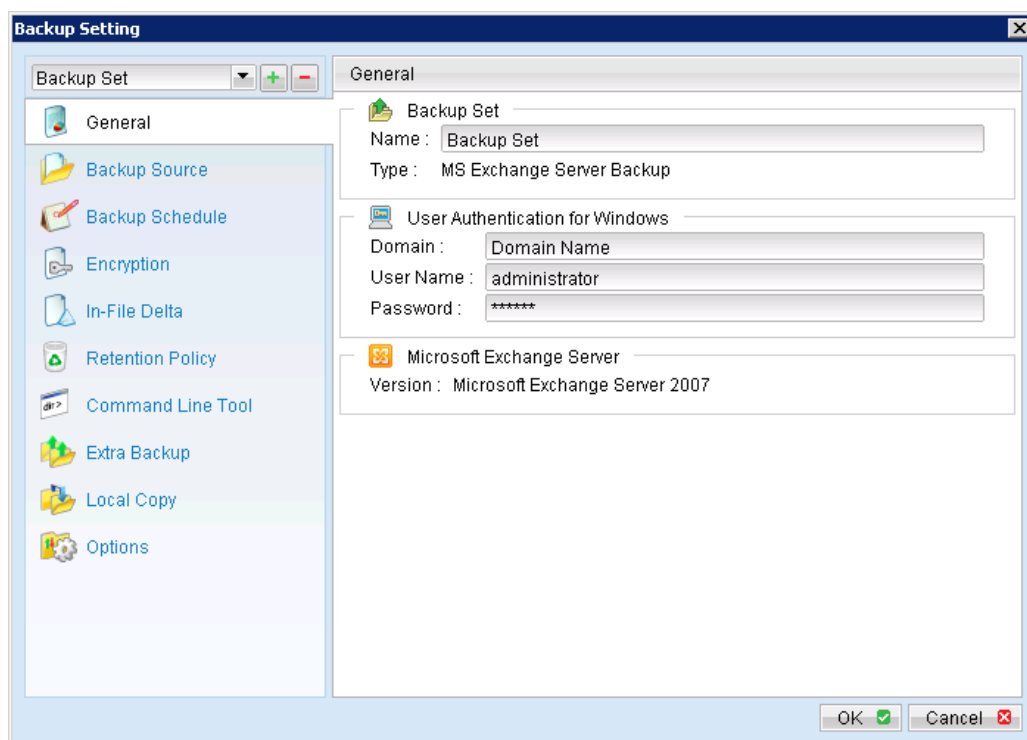 Backup Setting
Backup Set
General
Backup Source
Backup Schedule
Encryption
In-File Delta
Retention Policy
dir>
Command Line Tool
Extra Backup
Local Copy
Options
General
Backup Set
Name : Backup Set
Type : MS Exchange Server Backup
User Authentication for Windows
Domain : Domain Name
User Name : administrator
Password : ******
Microsoft Exchange Server
Version : Microsoft Exchange Server 2007
OK Cancel